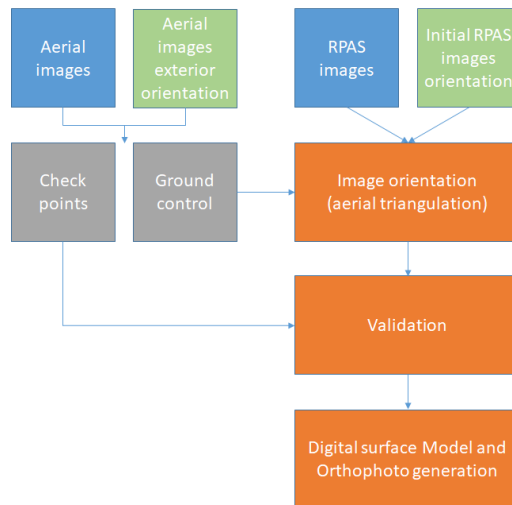 Aerial
images
Aerial
images
exterior
orientation
RPAS
images
Initial RPAS
images
orientation
Check
points
Ground
control
Image orientation
(aerial triangulation)
Validation
Digital surface Model and
Orthophoto generation